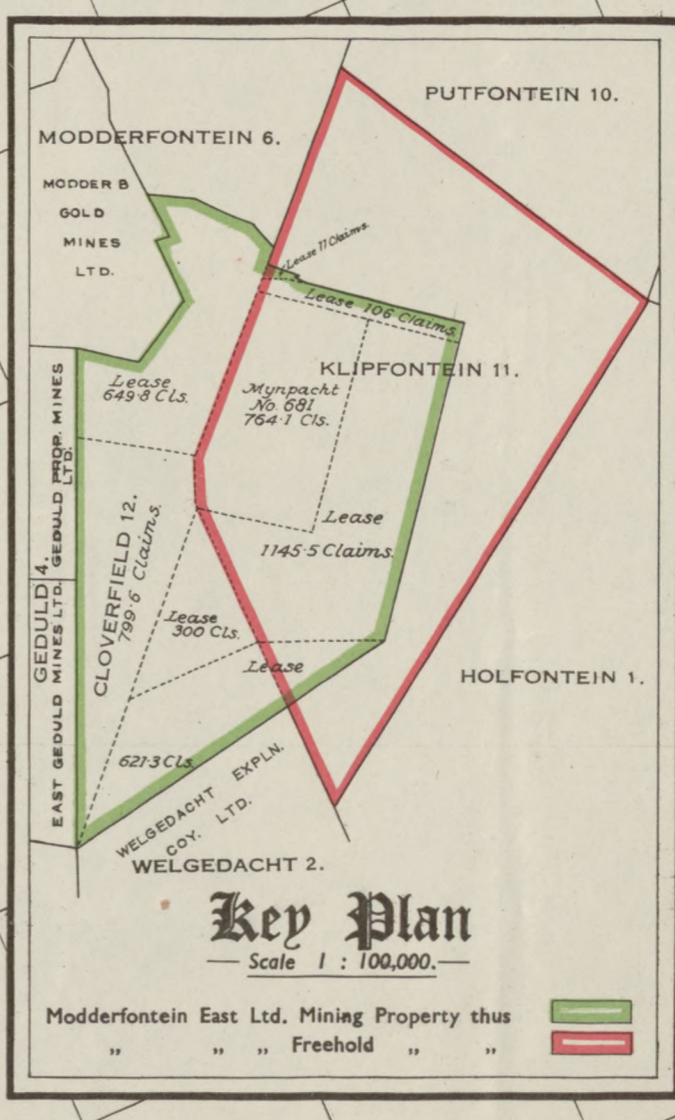 PUTFONTEIN 10.
MODDERFONTEIN 6.
MODDER B
GOLD
MINES
LTD.
Lease 11 Claims.
Lease 106 Claims.
KLIPFONTEIN 11.
Lease
649·8 Cls.
Mynpacht
No. 681
764·1 Cls.
GEDULD PROP. MINES
LTD.
Lease
1145·5 Claims.
CLOVERFIELD 12.
799·6 Claims.
GEDULD 4.
EAST GEDULD MINES LTD.
Lease
300 Cls.
Lease
621·3 Cls.
HOLFONTEIN 1.
WELGEDACHT EXPLN.
COY. LTD.
WELGEDACHT 2.
Key Plan
Scale 1 : 100,000.
Modderfontein East Ltd. Mining Property thus
„ „ „ Freehold „ „